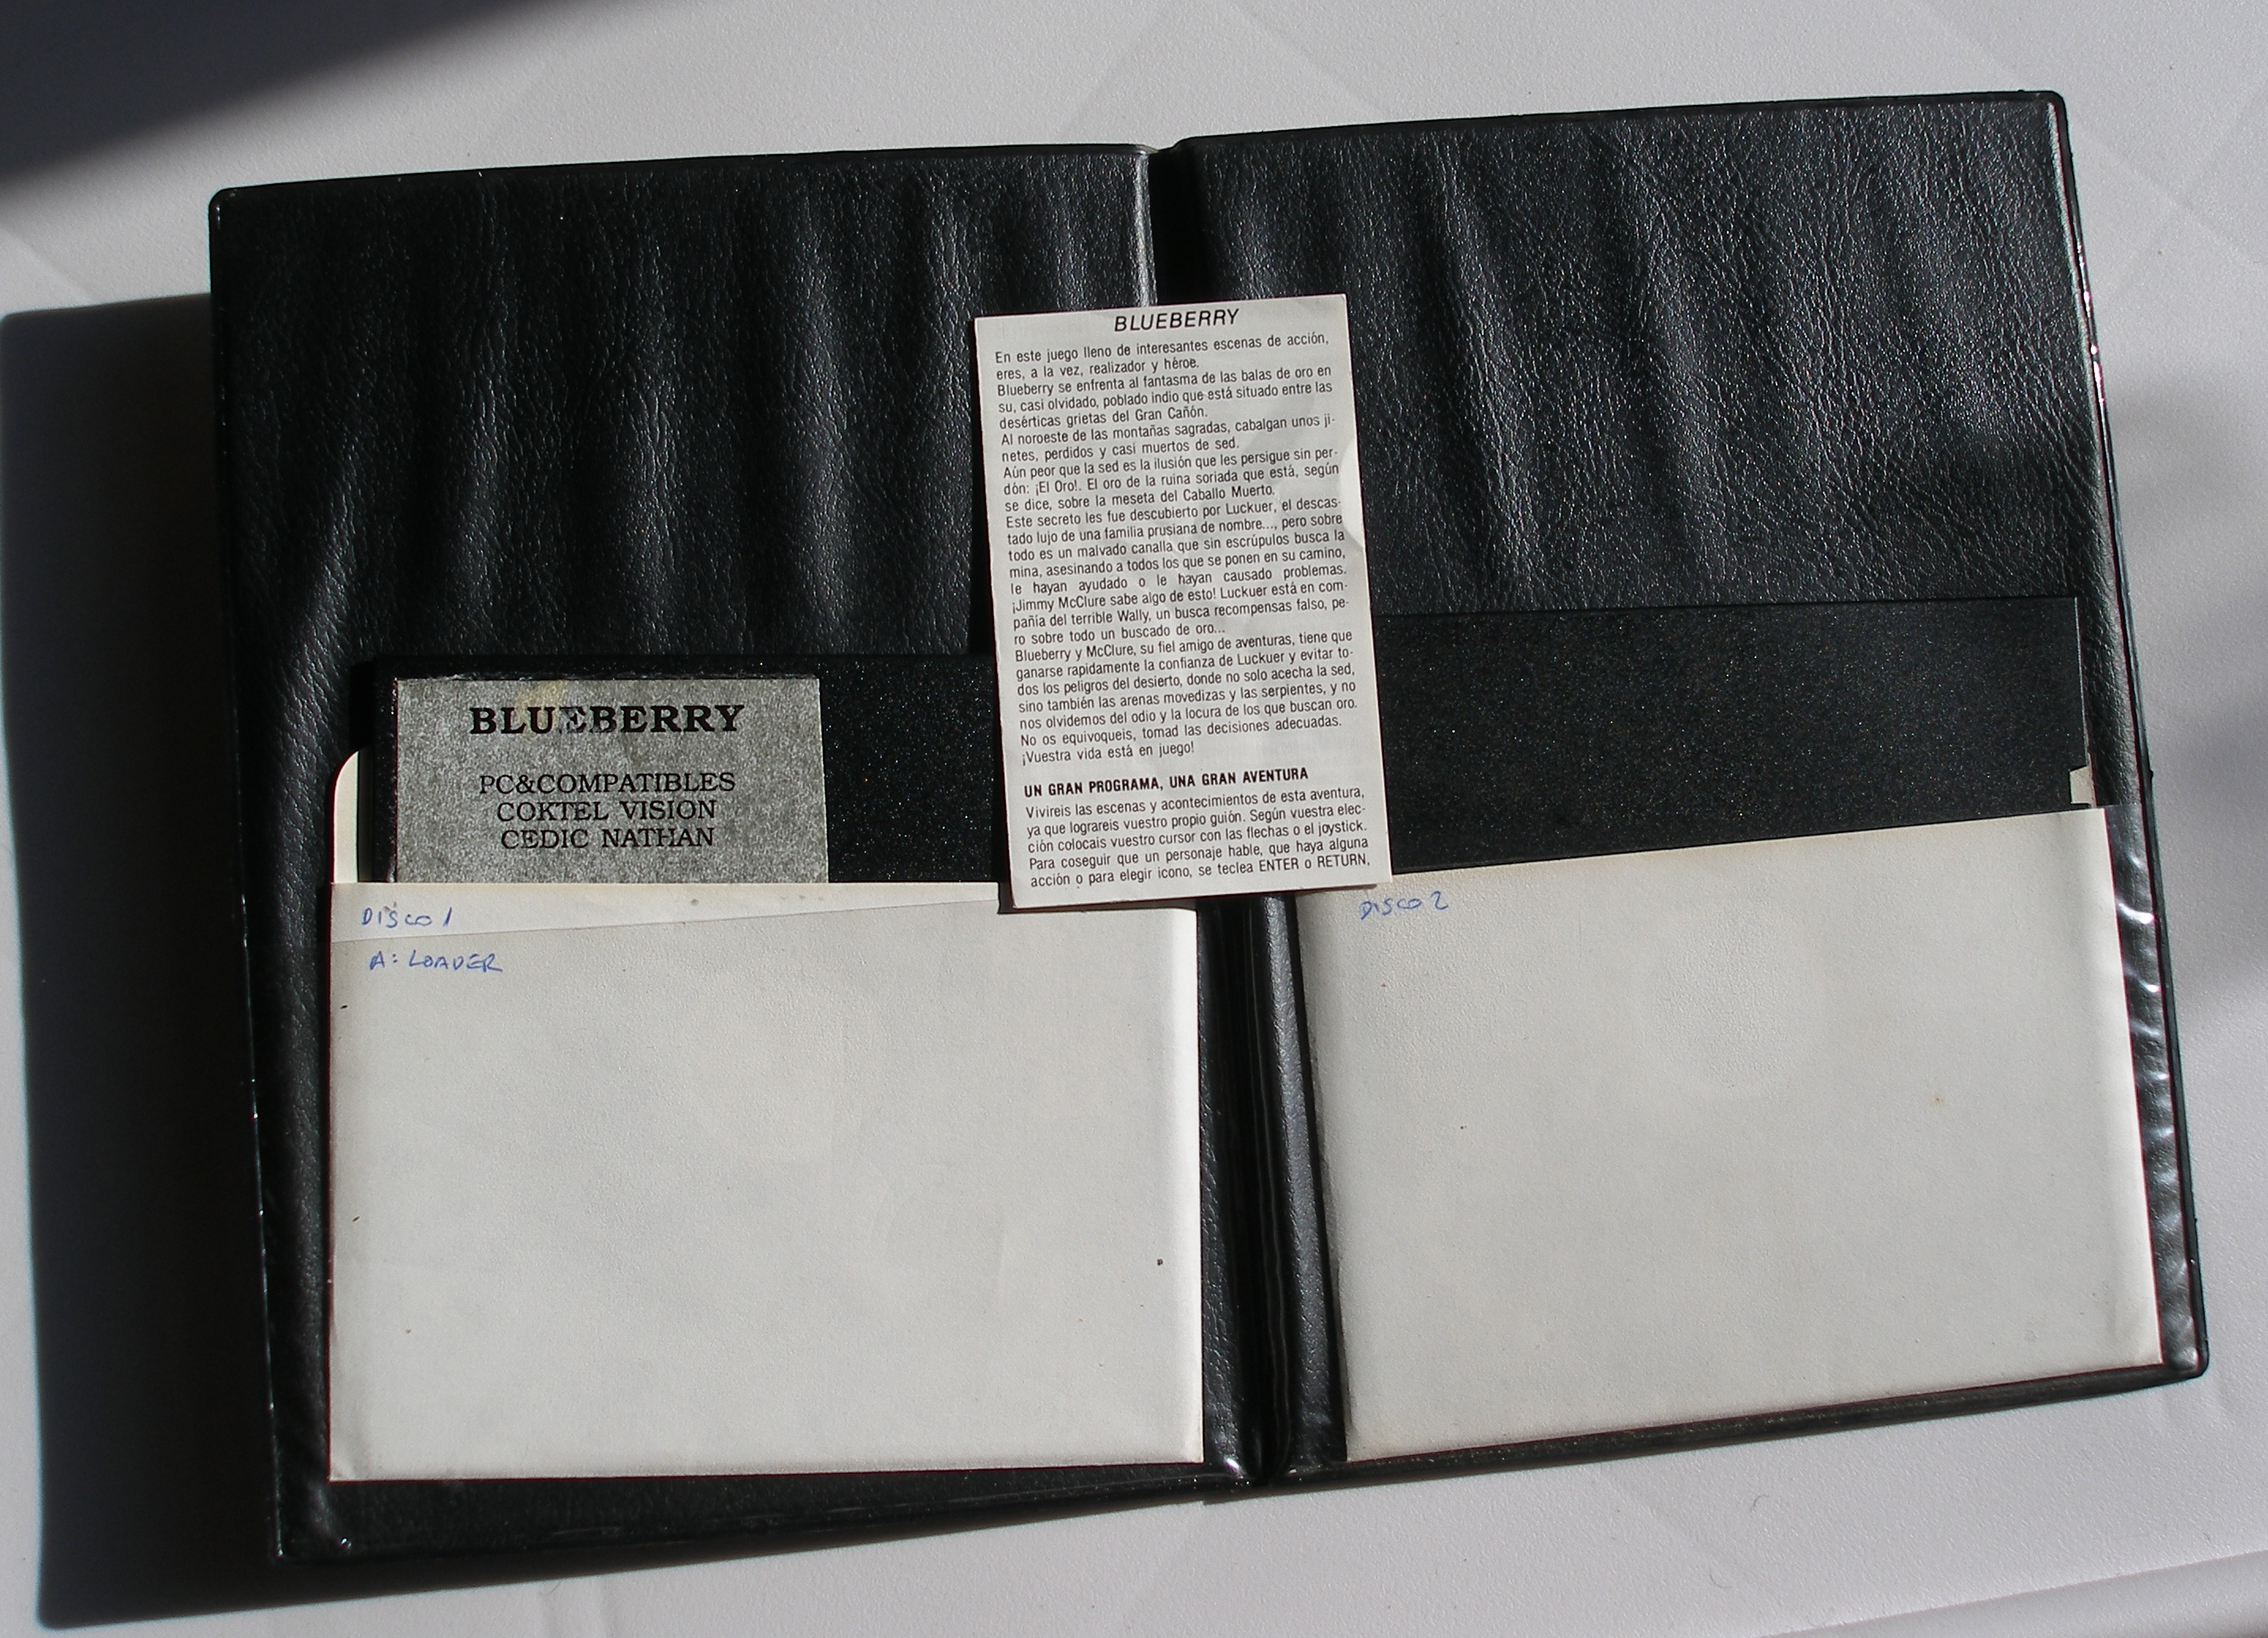 BLUEBERRY
En este juego lleno de interesantes escenas de acción,
eres, a la vez, realizador y héroe.
Blueberry se enfrenta al fantasma de las balas de oro en
su, casi olvidado, poblado indio que está situado entre las
desérticas grietas del Gran Cañón.
Al noroeste de las montañas sagradas, cabalgan unos ji-
netes, perdidos y casi muertos de sed.
Aún peor que la sed es la ilusión que les persigue sin per-
dón: ¡El Oro!. El oro de la ruina soriada que está, según
se dice, sobre la meseta del Caballo Muerto.
Este secreto les fue descubierto por Luckuer, el descas-
tado lujo de una familia prusiana de nombre..., pero sobre
todo es un malvado canalla que sin escrúpulos busca la
mina, asesinando a todos los que se ponen en su camino,
le hayan ayudado o le hayan causado problemas.
¡Jimmy McClure sabe algo de esto! Luckuer está en com-
pañia del terrible Wally, un busca recompensas falso, pe-
ro sobre todo un buscado de oro...
Blueberry y McClure, su fiel amigo de aventuras, tiene que
ganarse rapidamente la confianza de Luckuer y evitar to-
dos los peligros del desierto, donde no solo acecha la sed,
sino también las arenas movedizas y las serpientes, y no
nos olvidemos del odio y la locura de los que buscan oro.
No os equivoqueis, tomad las decisiones adecuadas.
¡Vuestra vida está en juego!
UN GRAN PROGRAMA, UNA GRAN AVENTURA
Vivireis las escenas y acontecimientos de esta aventura,
ya que lograreis vuestro propio guión. Según vuestra elec-
ción colocais vuestro cursor con las flechas o el joystick.
Para coseguir que un personaje hable, que haya alguna
acción o para elegir icono, se teclea ENTER o RETURN,
BLUEBERRY
PC&COMPATIBLES
COKTEL VISION
CEDIC NATHAN
DISCO 1
A: LOADER
DISCO 2